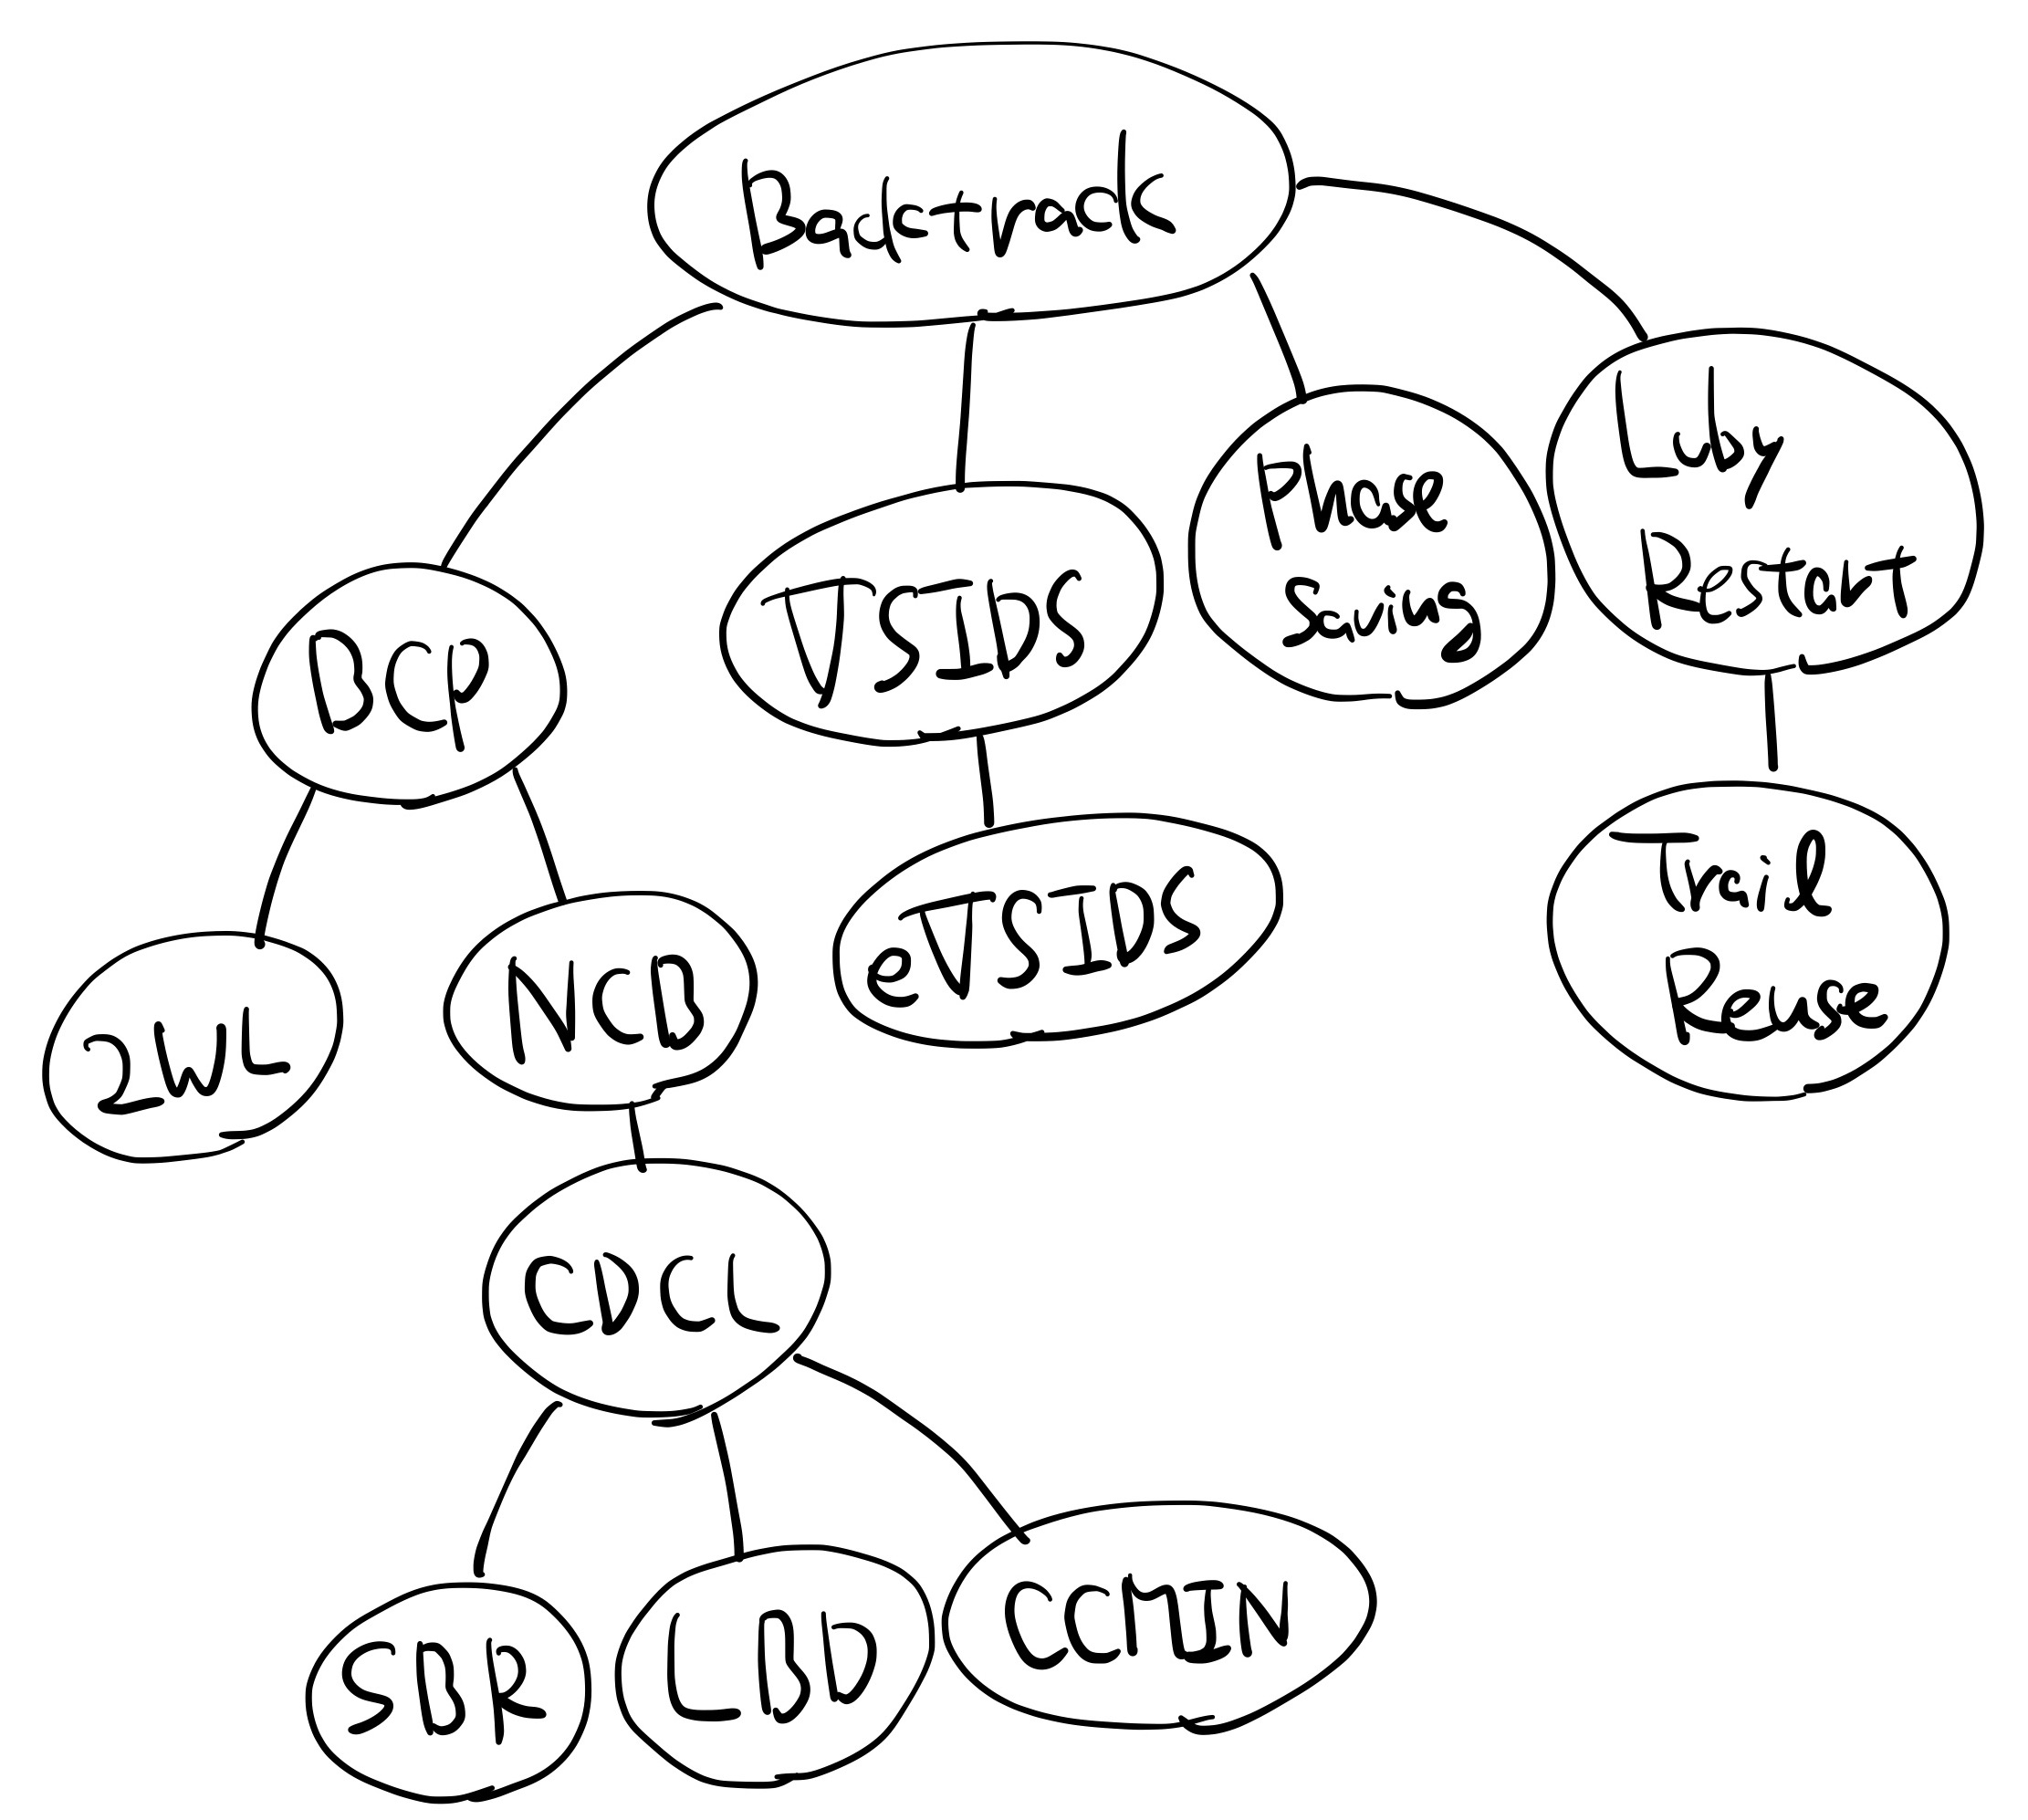 Backtrack
Luby
Restart
Phase
Saving
VSIDS
BCP
Trail
Reuse
eVSIDS
NCB
2WL
CDCL
CCMIN
LBD
SBR